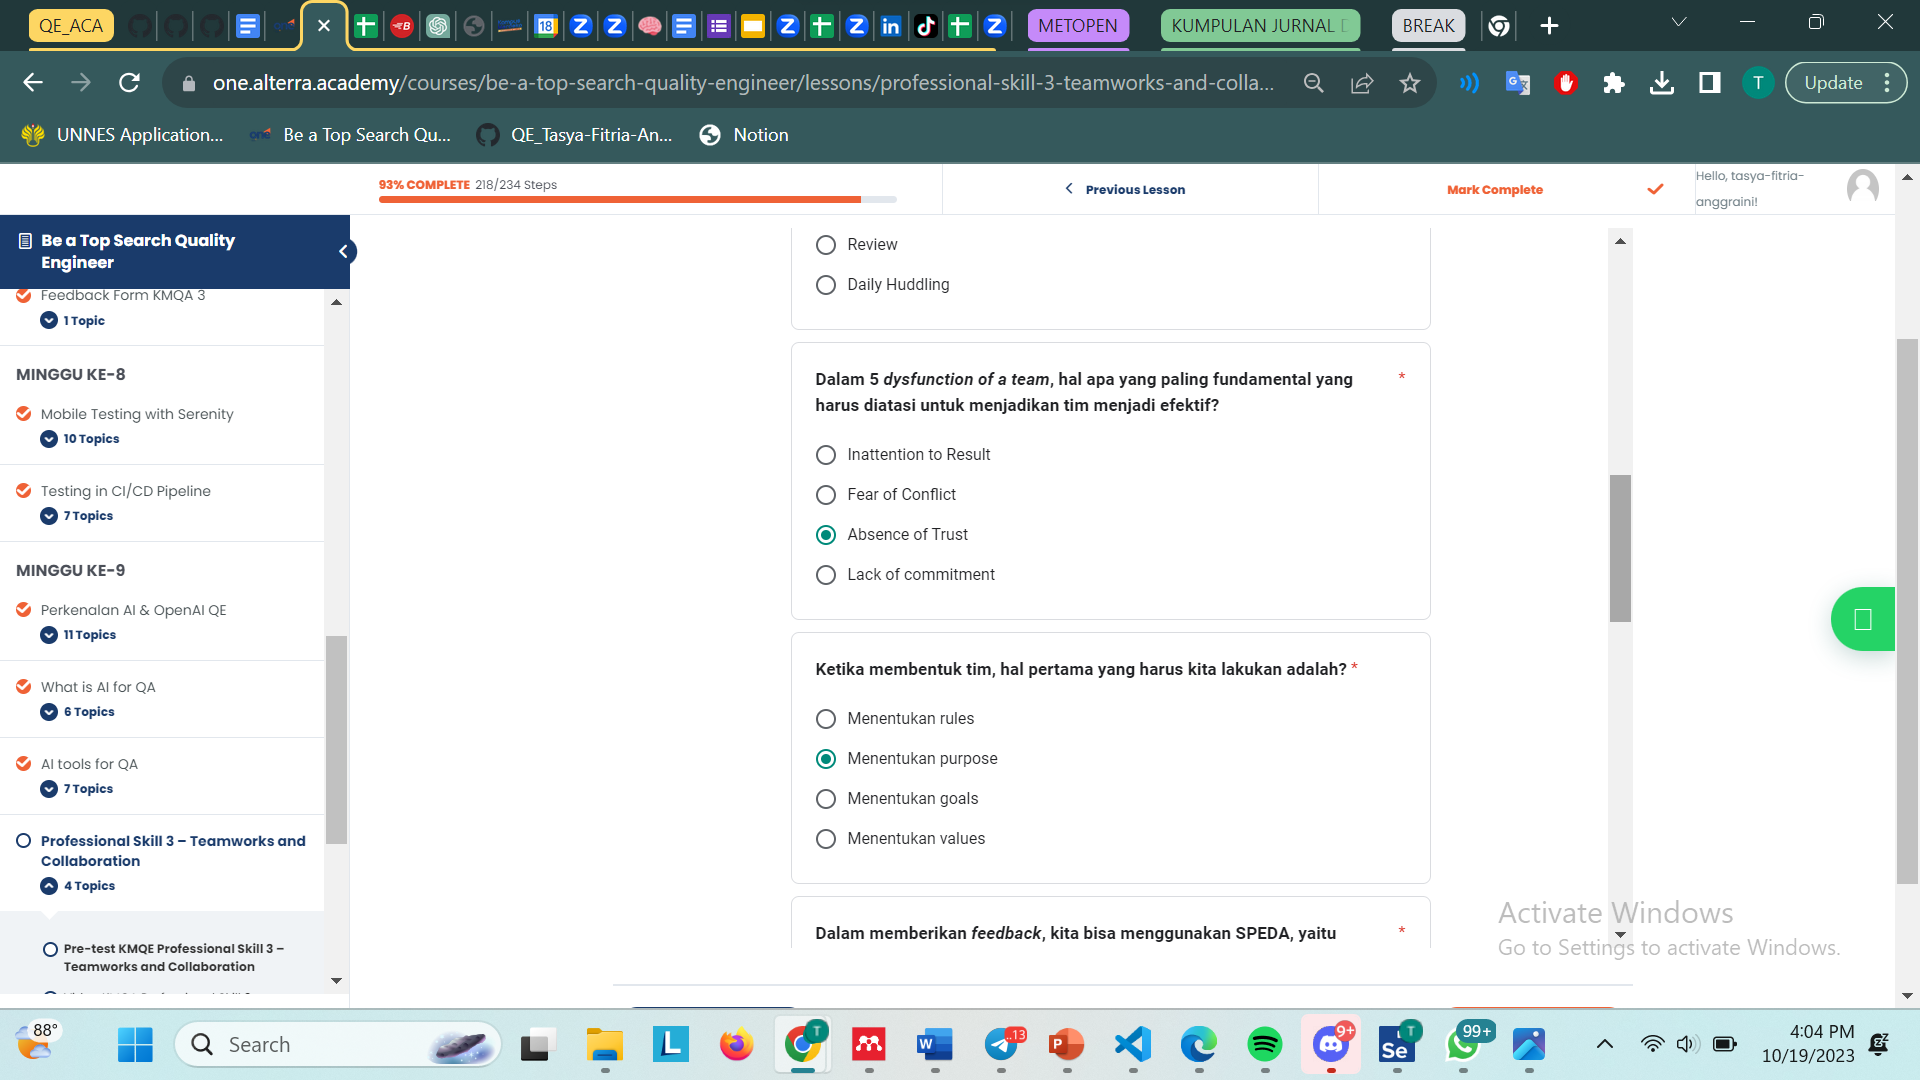 QE_ACA
METOPEN
KUMPULAN JURNAL
BREAK
one.alterra.academy/courses/be-a-top-search-quality-engineer/lessons/professional-skill-3-teamworks-and-colla...
T
Update
UNNES Application...
Be a Top Search Qu...
QE_Tasya-Fitria-An...
Notion
93% COMPLETE 218/234 Steps
Previous Lesson
Mark Complete
Hello, tasya-fitria-
anggraini!
Be a Top Search Quality
Engineer
Feedback Form KMQA 3
1 Topic
MINGGU KE-8
Mobile Testing with Serenity
10 Topics
Testing in CI/CD Pipeline
7 Topics
MINGGU KE-9
Perkenalan AI & OpenAI QE
11 Topics
What is AI for QA
6 Topics
AI tools for QA
7 Topics
Professional Skill 3 – Teamworks and
Collaboration
4 Topics
Pre-test KMQE Professional Skill 3 –
Teamworks and Collaboration
Review
Daily Huddling
Dalam 5 dysfunction of a team, hal apa yang paling fundamental yang *
harus diatasi untuk menjadikan tim menjadi efektif?
Inattention to Result
Fear of Conflict
Absence of Trust
Lack of commitment
Ketika membentuk tim, hal pertama yang harus kita lakukan adalah? *
Menentukan rules
Menentukan purpose
Menentukan goals
Menentukan values
Dalam memberikan feedback, kita bisa menggunakan SPEDA, yaitu *
Activate Windows
Go to Settings to activate Windows.
88°
Search
4:04 PM
10/19/2023